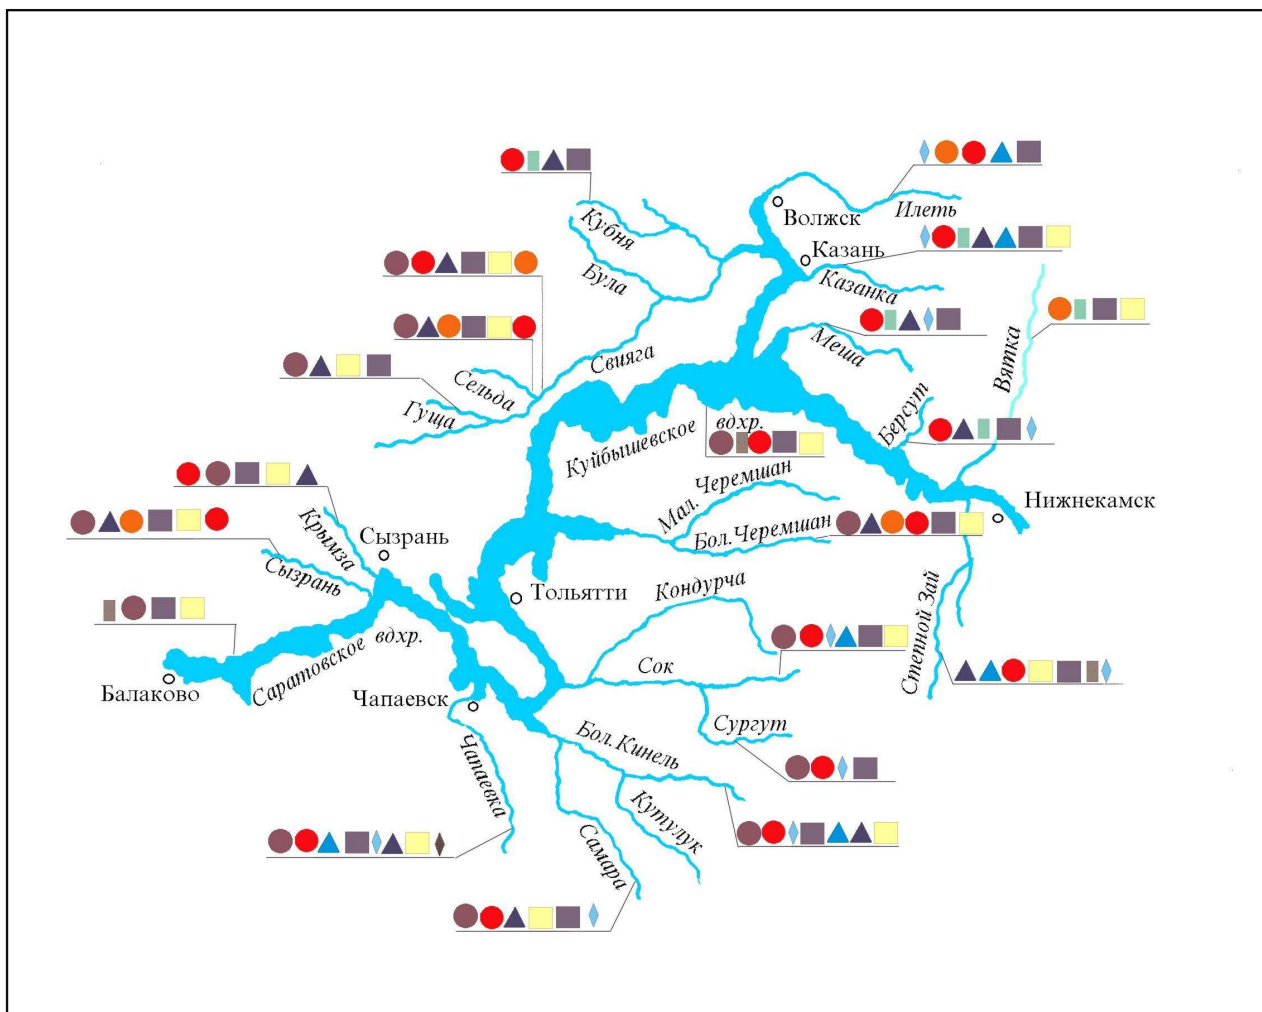 Илеть
Волжск
Кубня
Казань
Була
Казанка
Меша
Вятка
Свияга
Сельда
Гуща
Берсут
Куйбышевское
вдхр.
Черемшан
Мал.
Нижнекамск
Бол.Черемшан
Крымза
Сызрань
Сызрань
Кондурча
Тольятти
Степной Зай
Саратовское
вдхр.
Сок
Балаково
Чапаевск
Сургут
Бол.Кинель
Чапаевка
Кутулук
Самара